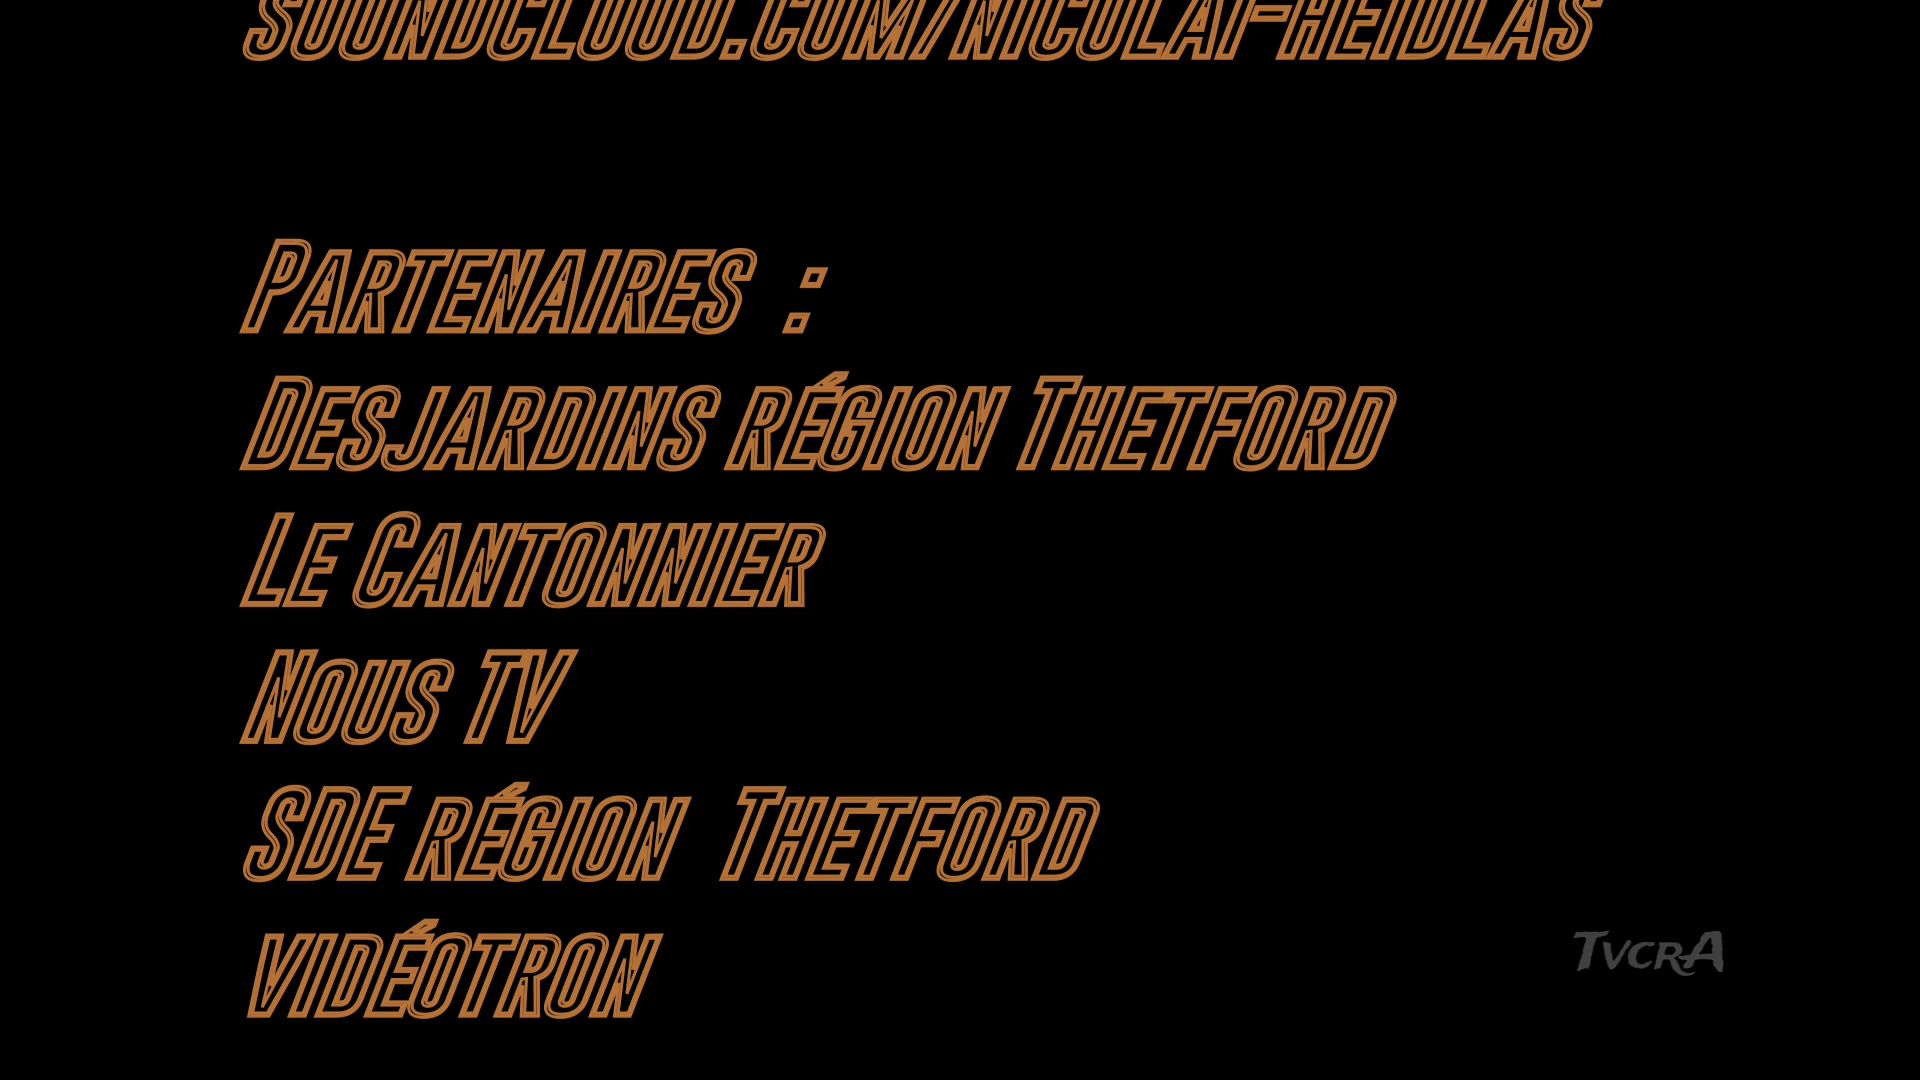 soundcloud.com/nicolai-heidlas
Partenaires :
Desjardins région Thetford
Le Cantonnier
Nous TV
SDE région Thetford
vidéotron
TVCRA